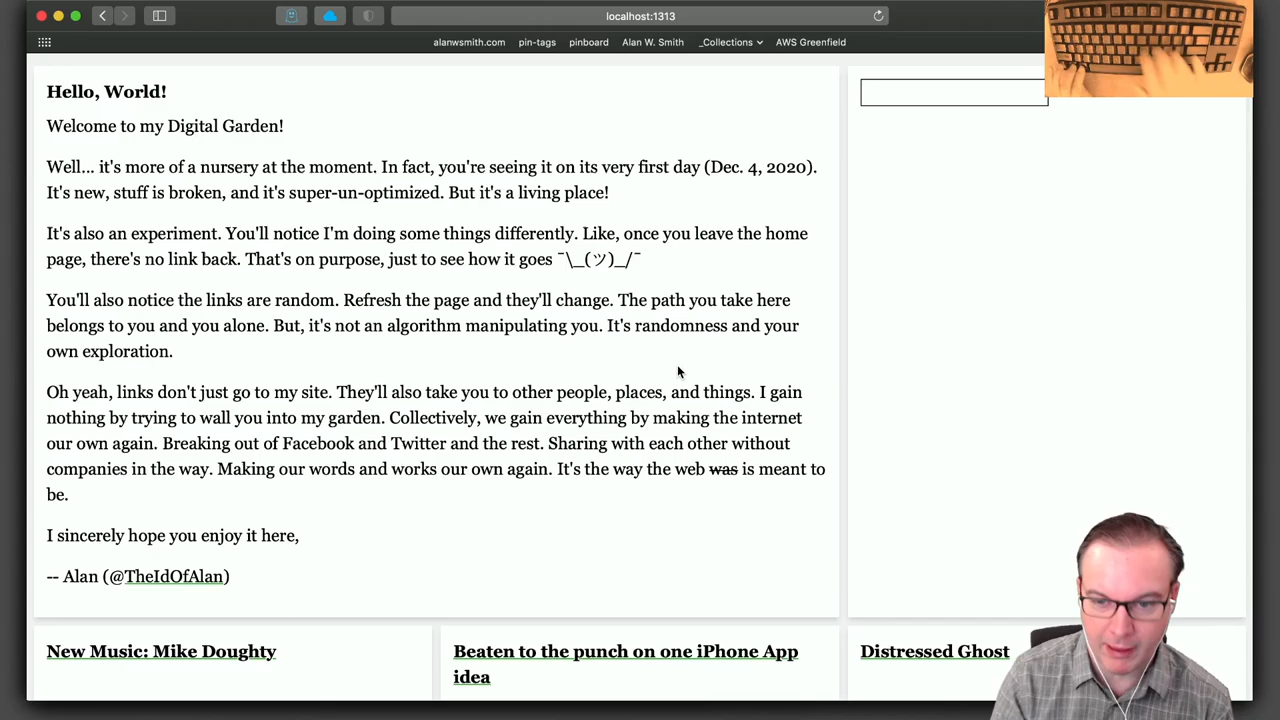 localhost:1313
alanwsmith.com pin-tags pinboard Alan W. Smith _Collections AWS Greenfield
Hello, World!
Welcome to my Digital Garden!
Well... it's more of a nursery at the moment. In fact, you're seeing it on its very first day (Dec. 4, 2020).
It's new, stuff is broken, and it's super-un-optimized. But it's a living place!
It's also an experiment. You'll notice I'm doing some things differently. Like, once you leave the home
page, there's no link back. That's on purpose, just to see how it goes ¯\_(ツ)_/¯
You'll also notice the links are random. Refresh the page and they'll change. The path you take here
belongs to you and you alone. But, it's not an algorithm manipulating you. It's randomness and your
own exploration.
Oh yeah, links don't just go to my site. They'll also take you to other people, places, and things. I gain
nothing by trying to wall you into my garden. Collectively, we gain everything by making the internet
our own again. Breaking out of Facebook and Twitter and the rest. Sharing with each other without
companies in the way. Making our words and works our own again. It's the way the web was is meant to
be.
I sincerely hope you enjoy it here,
-- Alan (@TheIdOfAlan)
New Music: Mike Doughty
Beaten to the punch on one iPhone App
idea
Distressed Ghost